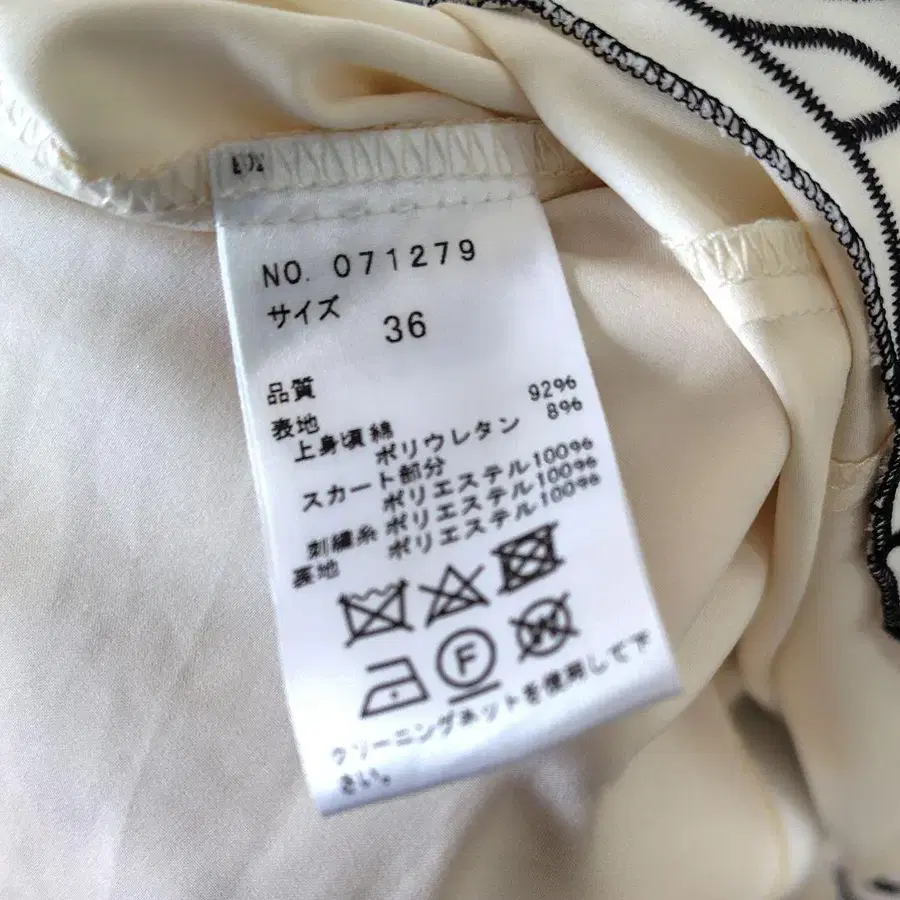 NO. 071279
サイズ
36
品質
表地
上身頃綿 92%
ポリウレタン 8%
スカート部分
ポリエステル100%
刺繍糸ポリエステル100%
裏地 ポリエステル100%
F
W
クリーニングネットを使用して下
さい。